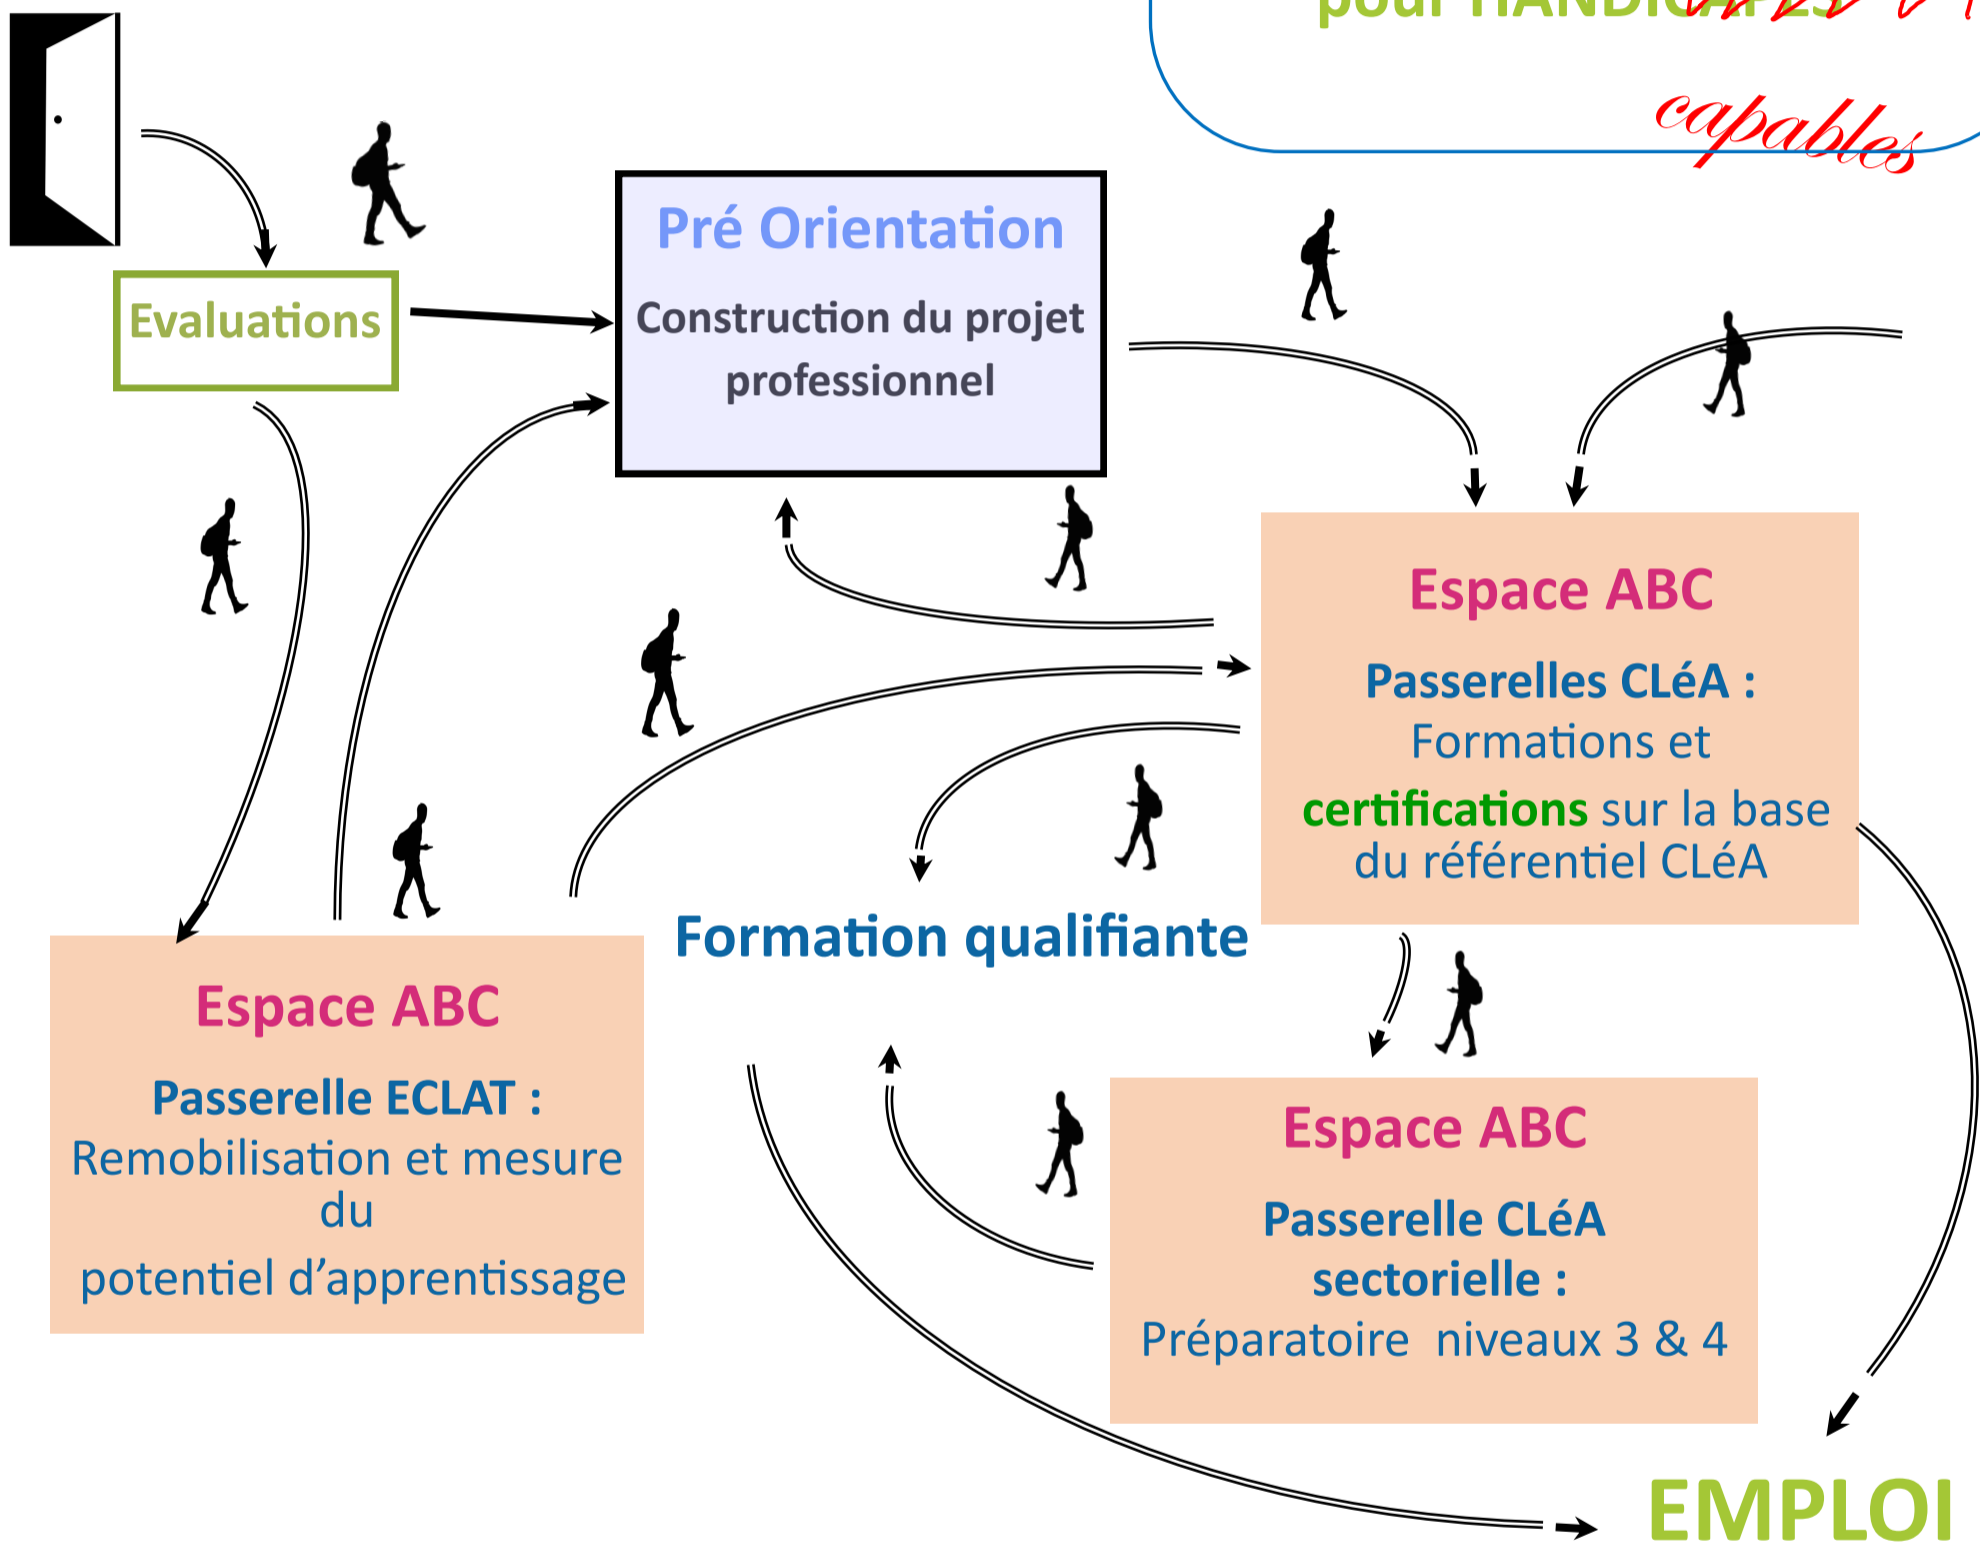 pour HANDICAPES
capables
Pré Orientation
Construction du projet
professionnel
Evaluations
Espace ABC
Passerelles CLéA :
Formations et
certifications sur la base
du référentiel CLéA
Formation qualifiante
Espace ABC
Passerelle ECLAT :
Remobilisation et mesure
du
potentiel d’apprentissage
Espace ABC
Passerelle CLéA
sectorielle :
Préparatoire niveaux 3 & 4
EMPLOI